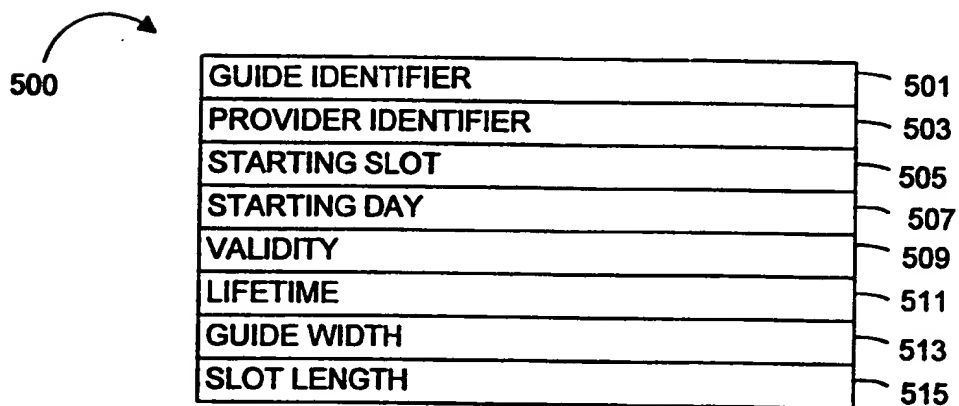 500
GUIDE IDENTIFIER 501
PROVIDER IDENTIFIER 503
STARTING SLOT 505
STARTING DAY 507
VALIDITY 509
LIFETIME 511
GUIDE WIDTH 513
SLOT LENGTH 515